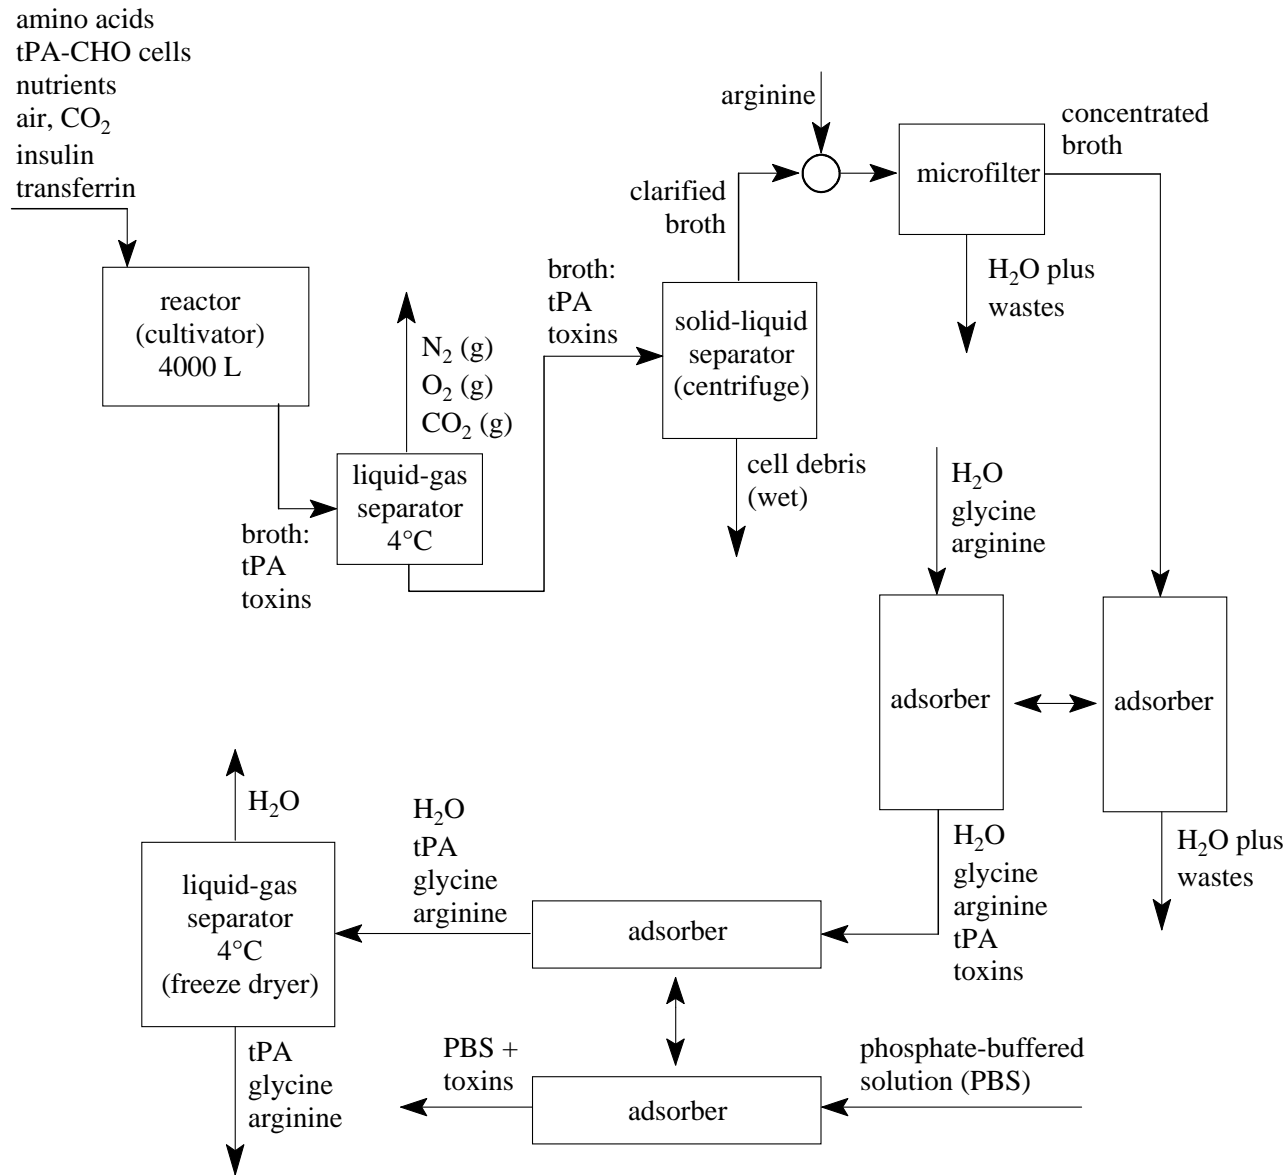 amino acids
tPA-CHO cells
nutrients
air, CO₂
insulin
transferrin
reactor
(cultivator)
4000 L
broth:
tPA
toxins
liquid-gas
separator
4°C
N₂ (g)
O₂ (g)
CO₂ (g)
broth:
tPA
toxins
solid-liquid
separator
(centrifuge)
cell debris
(wet)
clarified
broth
arginine
microfilter
H₂O plus
wastes
concentrated
broth
H₂O
glycine
arginine
adsorber
adsorber
H₂O plus
wastes
H₂O
glycine
arginine
tPA
toxins
adsorber
H₂O
tPA
glycine
arginine
liquid-gas
separator
4°C
(freeze dryer)
H₂O
tPA
glycine
arginine
PBS +
toxins
adsorber
phosphate-buffered
solution (PBS)